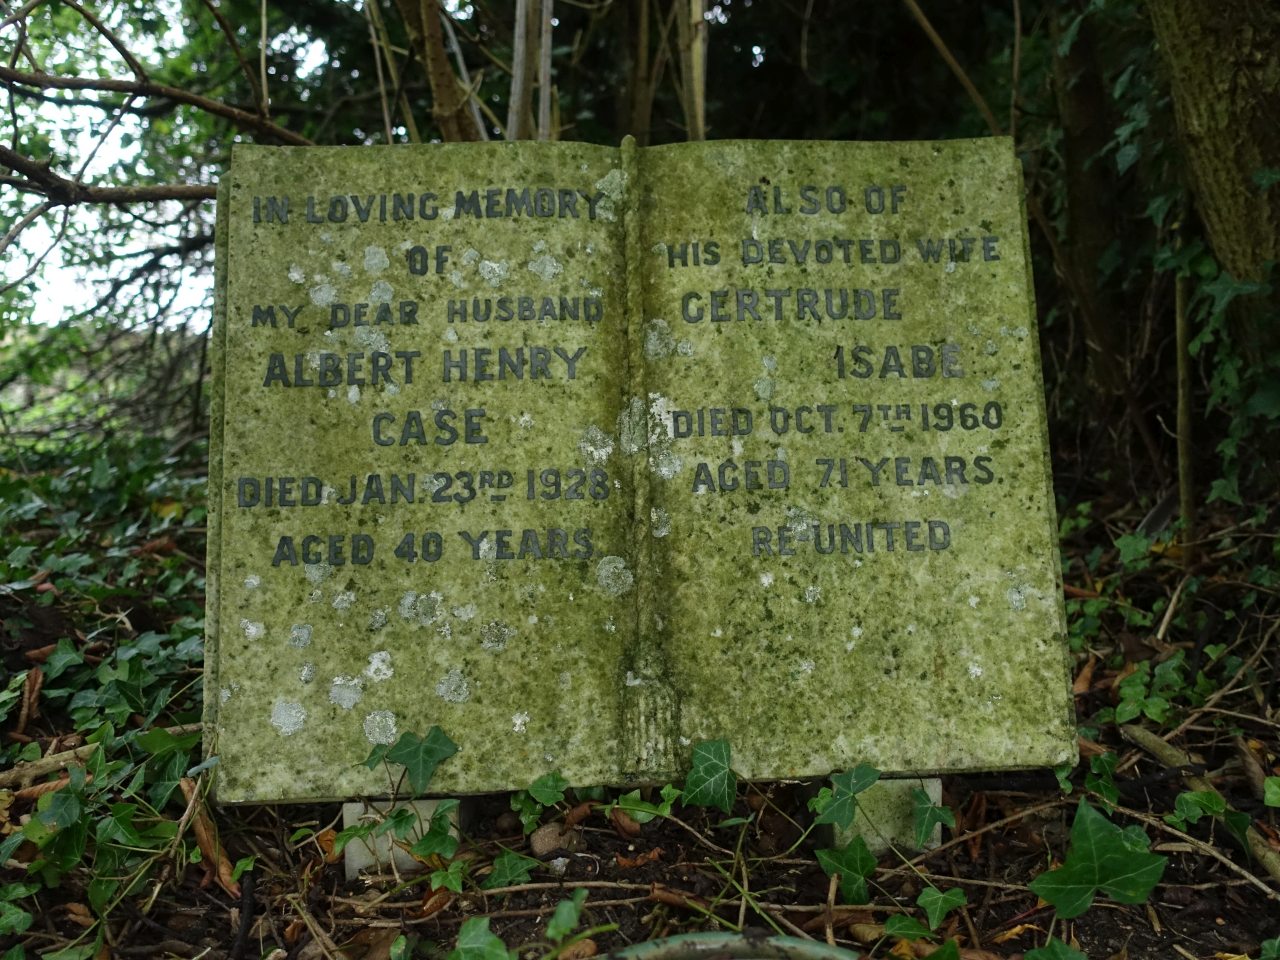 IN LOVING MEMORY
OF
MY DEAR HUSBAND
ALBERT HENRY
CASE
DIED JAN. 23RD 1928
AGED 40 YEARS
ALSO OF
HIS DEVOTED WIFE
GERTRUDE
ISABE
DIED OCT. 7TH 1960
AGED 71 YEARS.
RE-UNITED